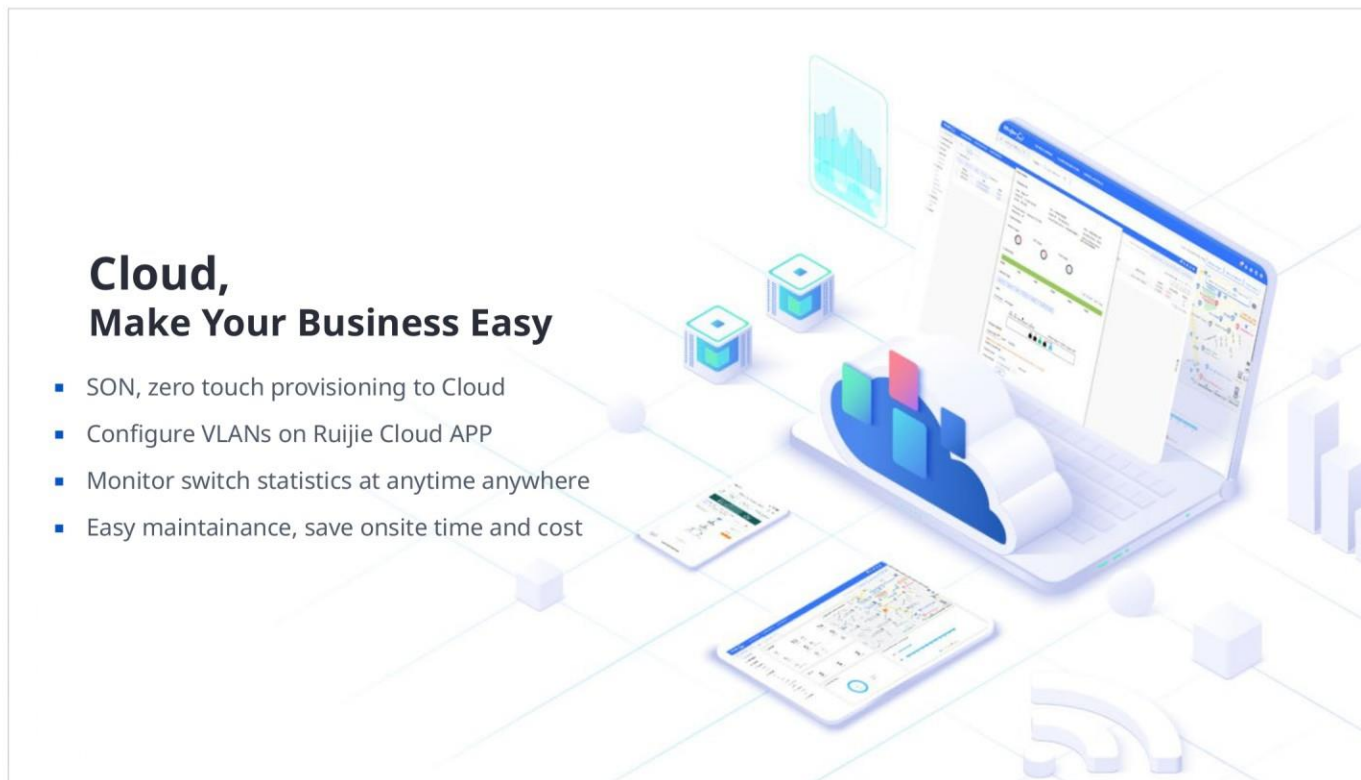 Cloud,
Make Your Business Easy
SON, zero touch provisioning to Cloud
Configure VLANs on Ruijie Cloud APP
Monitor switch statistics at anytime anywhere
Easy maintainance, save onsite time and cost